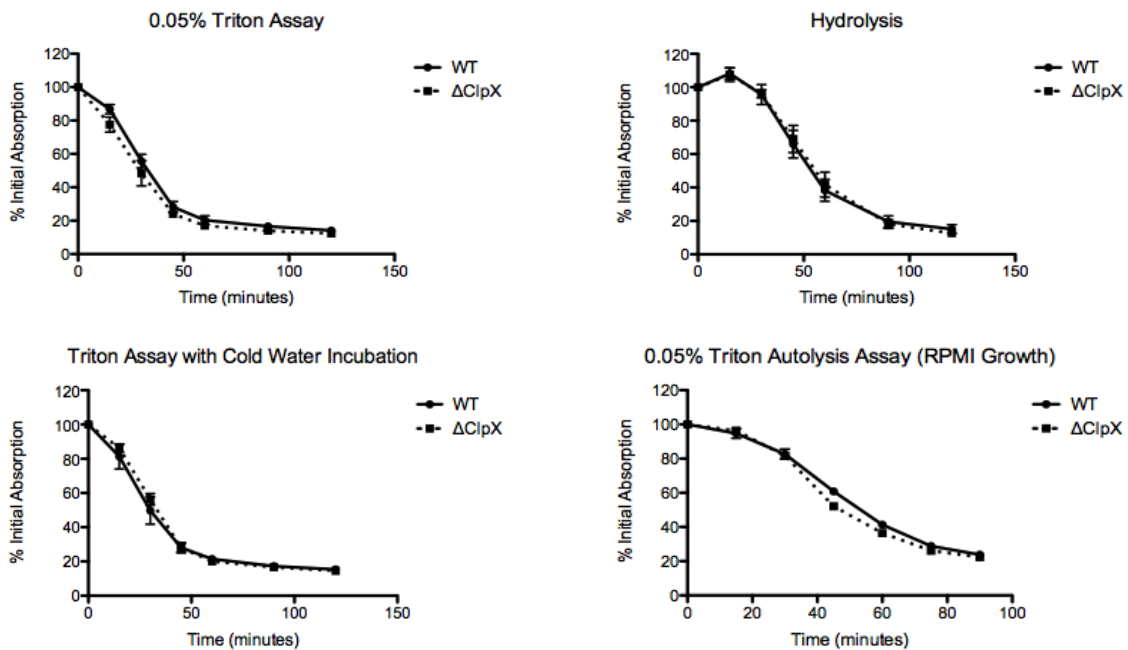 0.05% Triton Assay
120
100
80
60
40
20
0
% Initial Absorption
0
50
100
150
Time (minutes)
WT
ΔClpX
Hydrolysis
120
100
80
60
40
20
0
% Initial Absorption
0
50
100
150
Time (minutes)
WT
ΔClpX
Triton Assay with Cold Water Incubation
120
100
80
60
40
20
0
% Initial Absorption
0
50
100
150
Time (minutes)
WT
ΔClpX
0.05% Triton Autolysis Assay (RPMI Growth)
120
100
80
60
40
20
0
% Initial Absorption
0
20
40
60
80
100
Time (minutes)
WT
ΔClpX